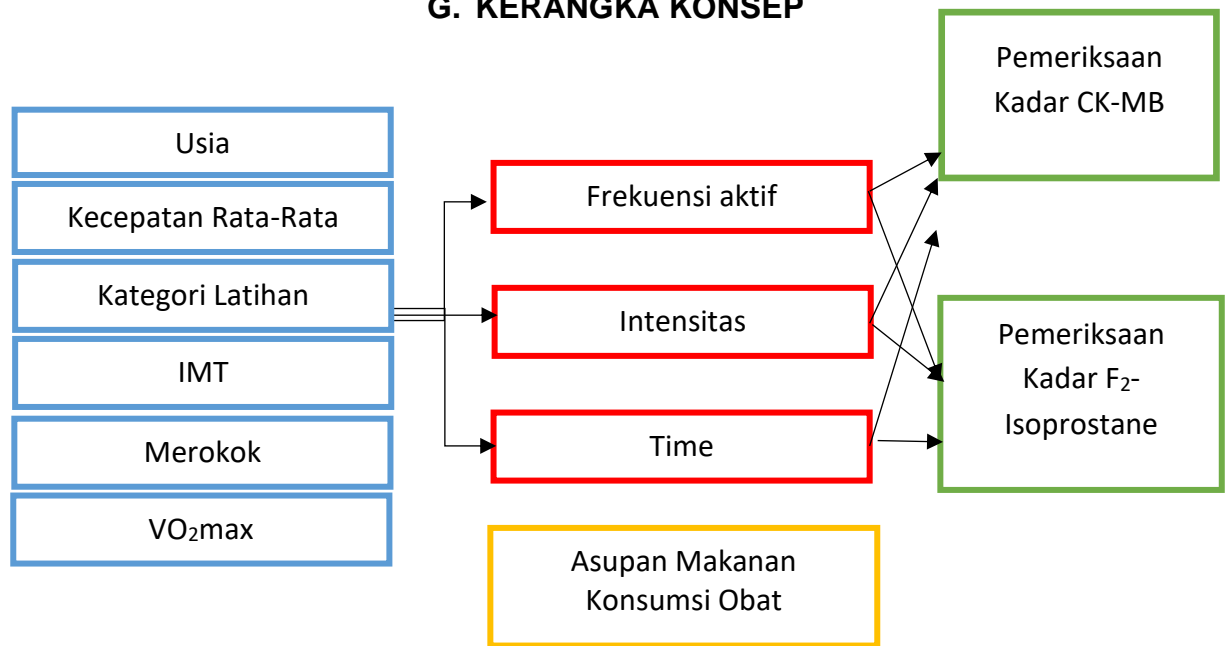 G. KERANGKA KONSEP
Usia
Kecepatan Rata-Rata
Kategori Latihan
IMT
Merokok
VO₂max
Frekuensi aktif
Intensitas
Time
Asupan Makanan
Konsumsi Obat
Pemeriksaan
Kadar CK-MB
Pemeriksaan
Kadar F₂-
Isoprostane